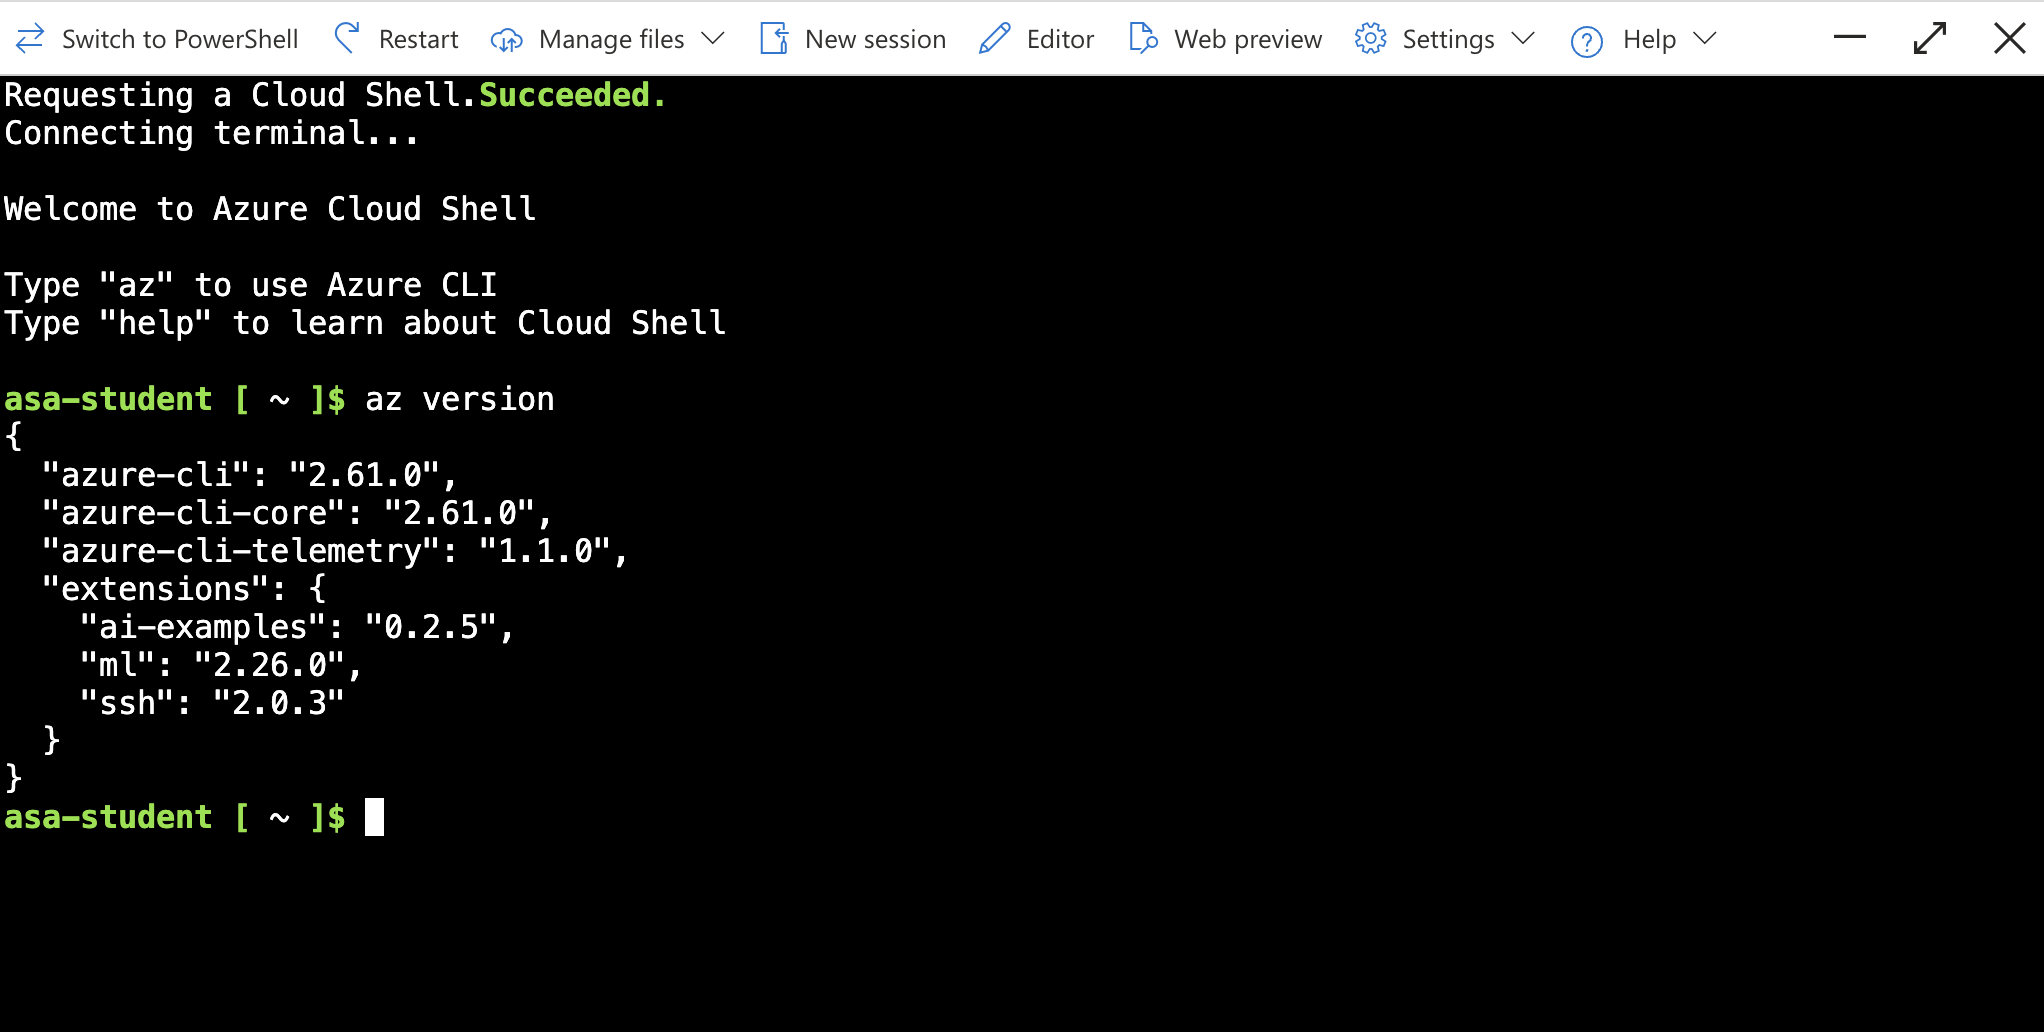 Switch to PowerShell Restart Manage files New session Editor Web preview Settings Help
Requesting a Cloud Shell.Succeeded.
Connecting terminal...
Welcome to Azure Cloud Shell
Type "az" to use Azure CLI
Type "help" to learn about Cloud Shell
asa-student [ ~ ]$ az version
{
  "azure-cli": "2.61.0",
  "azure-cli-core": "2.61.0",
  "azure-cli-telemetry": "1.1.0",
  "extensions": {
    "ai-examples": "0.2.5",
    "ml": "2.26.0",
    "ssh": "2.0.3"
  }
}
asa-student [ ~ ]$